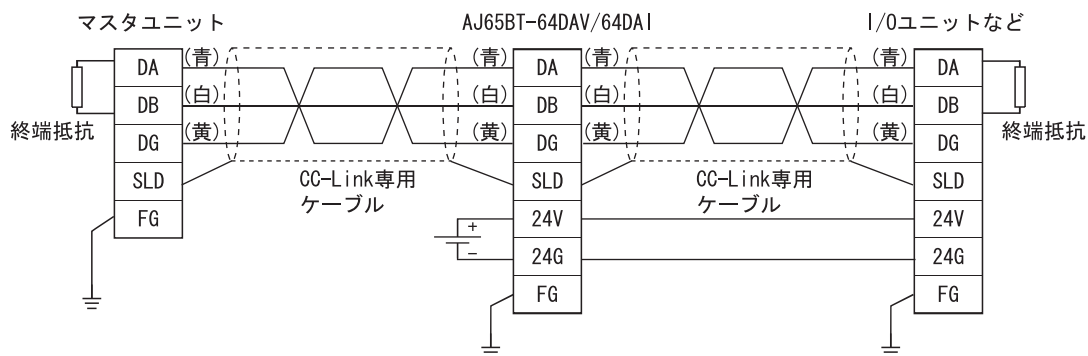 マスタユニット
AJ65BT-64DAV/64DAI
I/Oユニットなど
DA
DB
DG
SLD
FG
(青)
(白)
(黄)
(青)
(白)
(黄)
終端抵抗
CC-Link専用
ケーブル
DA
DB
DG
SLD
24V
24G
FG
+
−
(青)
(白)
(黄)
(青)
(白)
(黄)
CC-Link専用
ケーブル
DA
DB
DG
SLD
24V
24G
FG
終端抵抗